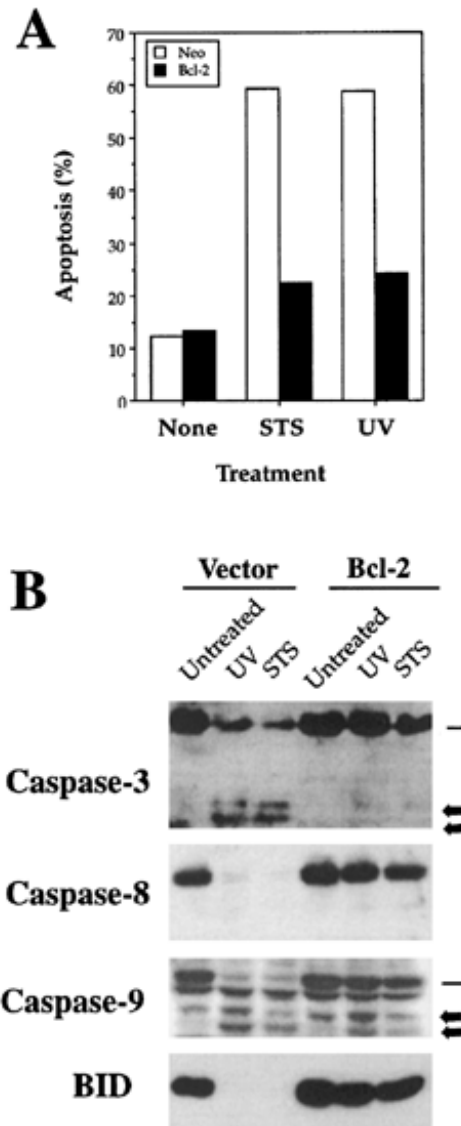 A
70
Neo
Bcl-2
60
50
40
30
20
10
0
Apoptosis (%)
None STS UV
Treatment
B
Vector Bcl-2
Untreated UV STS Untreated UV STS
Caspase-3
Caspase-8
Caspase-9
BID